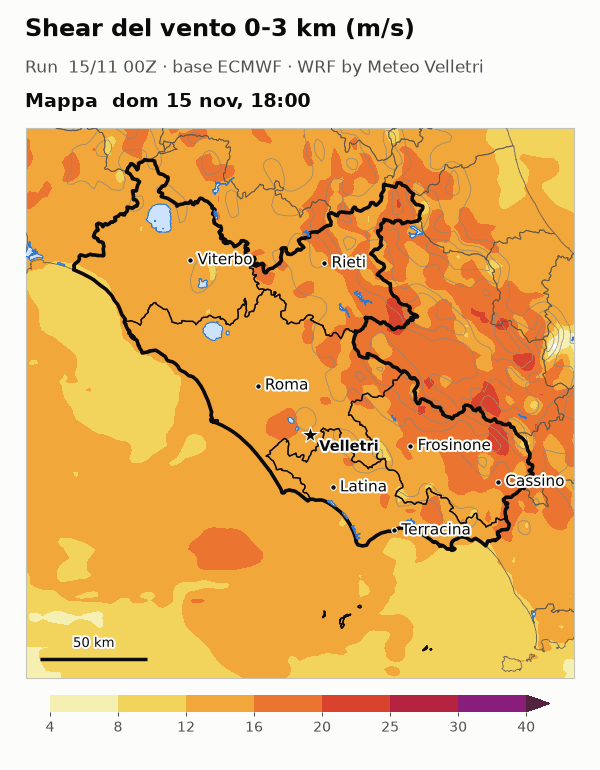 Shear del vento 0-3 km (m/s)
Run  15/11 00Z · base ECMWF · WRF by Meteo Velletri
Mappa  dom 15 nov, 18:00
Viterbo
Rieti
Roma
Velletri
Frosinone
Latina
Cassino
Terracina
50 km
4 8 12 16 20 25 30 40